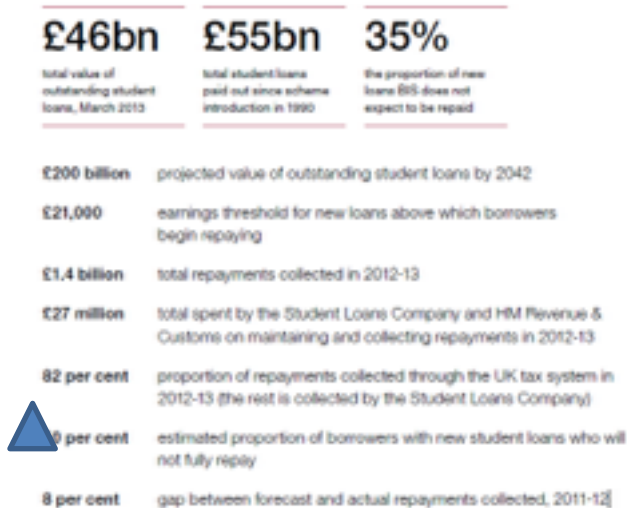 £46bn
£55bn
35%
total value of
outstanding student
loans, March 2013
total student loans
paid out since scheme
introduction in 1990
the proportion of new
loans BIS does not
expect to be repaid
£200 billion projected value of outstanding student loans by 2042
£21,000 earnings threshold for new loans above which borrowers
begin repaying
£1.4 billion total repayments collected in 2012-13
£27 million total spent by the Student Loans Company and HM Revenue &
Customs on maintaining and collecting repayments in 2012-13
82 per cent proportion of repayments collected through the UK tax system in
2012-13 (the rest is collected by the Student Loans Company)
per cent estimated proportion of borrowers with new student loans who will
not fully repay
8 per cent gap between forecast and actual repayments collected, 2011-12